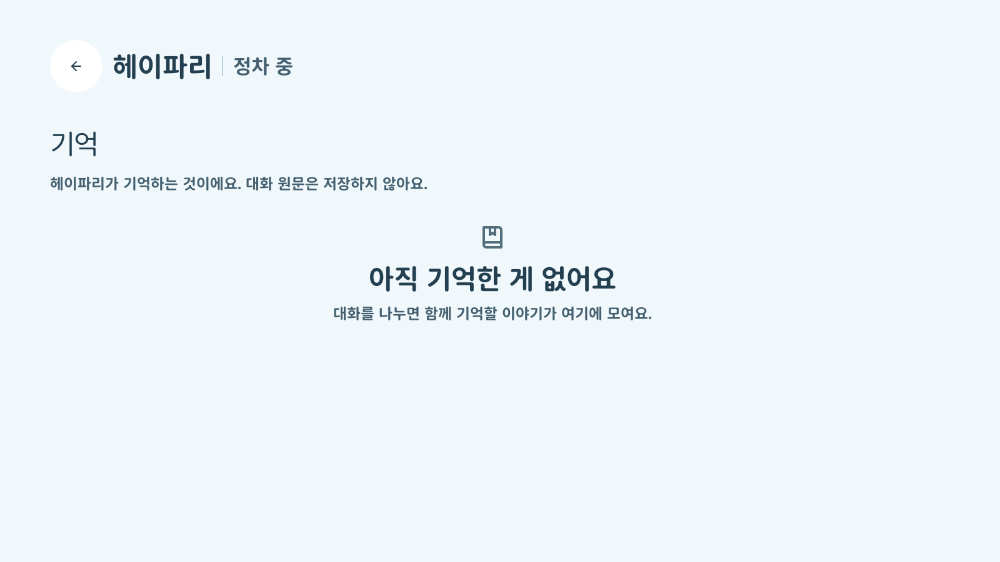 헤이파리 정차 중
기억
헤이파리가 기억하는 것이에요. 대화 원문은 저장하지 않아요.
아직 기억한 게 없어요
대화를 나누면 함께 기억할 이야기가 여기에 모여요.